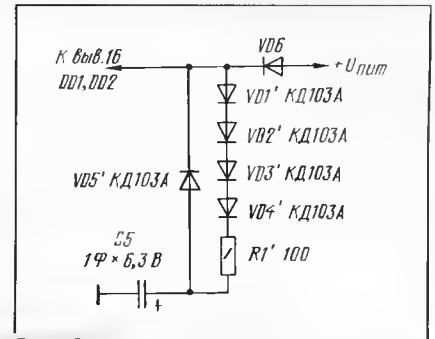 VD6
К выв.16
DD1, DD2
+Uпит
VD1' КД103А
VD2' КД103А
VD3' КД103А
VD5' КД103А
VD4' КД103А
C5
1Ф × 6,3 В
R1' 100
+